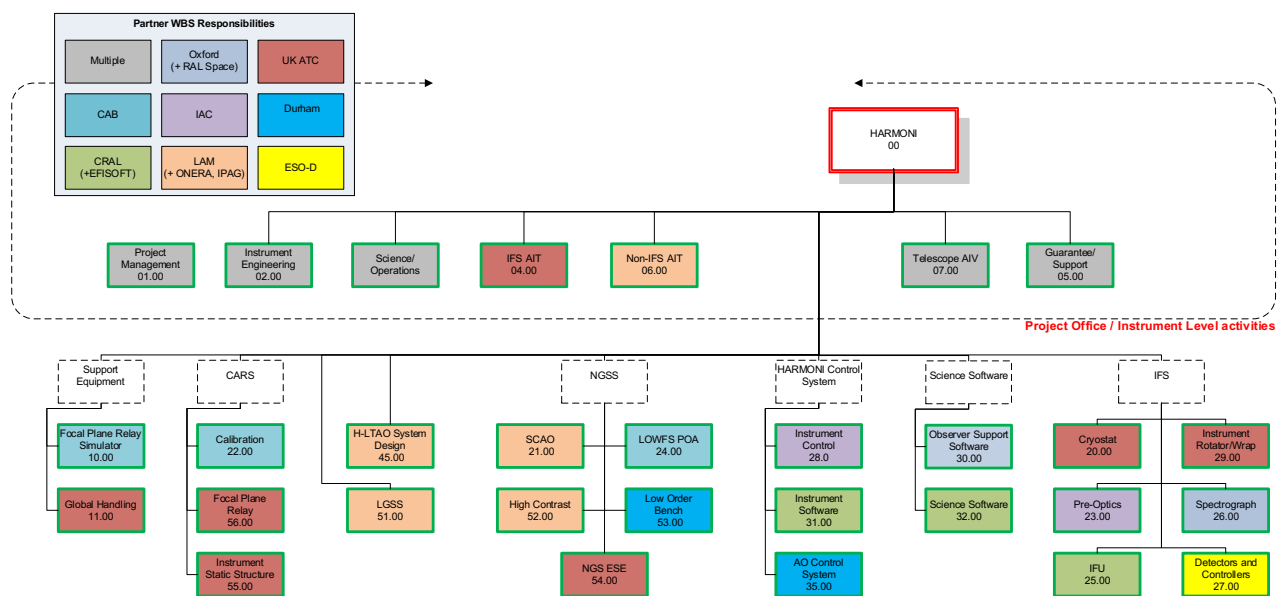 Partner WBS Responsibilities
Multiple
Oxford
(+ RAL Space)
UK ATC
CAB
IAC
Durham
CRAL
(+EFISOFT)
LAM
(+ ONERA, IPAG)
ESO-D
HARMONI
00
Project
Management
01.00
Instrument
Engineering
02.00
Science/
Operations
IFS AIT
04.00
Non-IFS AIT
06.00
Telescope AIV
07.00
Guarantee/
Support
05.00
Project Office / Instrument Level activities
Support
Equipment
CARS
NGSS
HARMONI Control
System
Science Software
IFS
Focal Plane Relay
Simulator
10.00
Calibration
22.00
H-LTAO System
Design
45.00
SCAO
21.00
LOWFS POA
24.00
Instrument
Control
28.0
Observer Support
Software
30.00
Cryostat
20.00
Instrument
Rotator/Wrap
29.00
Global Handling
11.00
Focal Plane
Relay
56.00
LGSS
51.00
High Contrast
52.00
Low Order
Bench
53.00
Instrument
Software
31.00
Science Software
32.00
Pre-Optics
23.00
Spectrograph
26.00
Instrument
Static Structure
55.00
NGS ESE
54.00
AO Control
System
35.00
IFU
25.00
Detectors and
Controllers
27.00